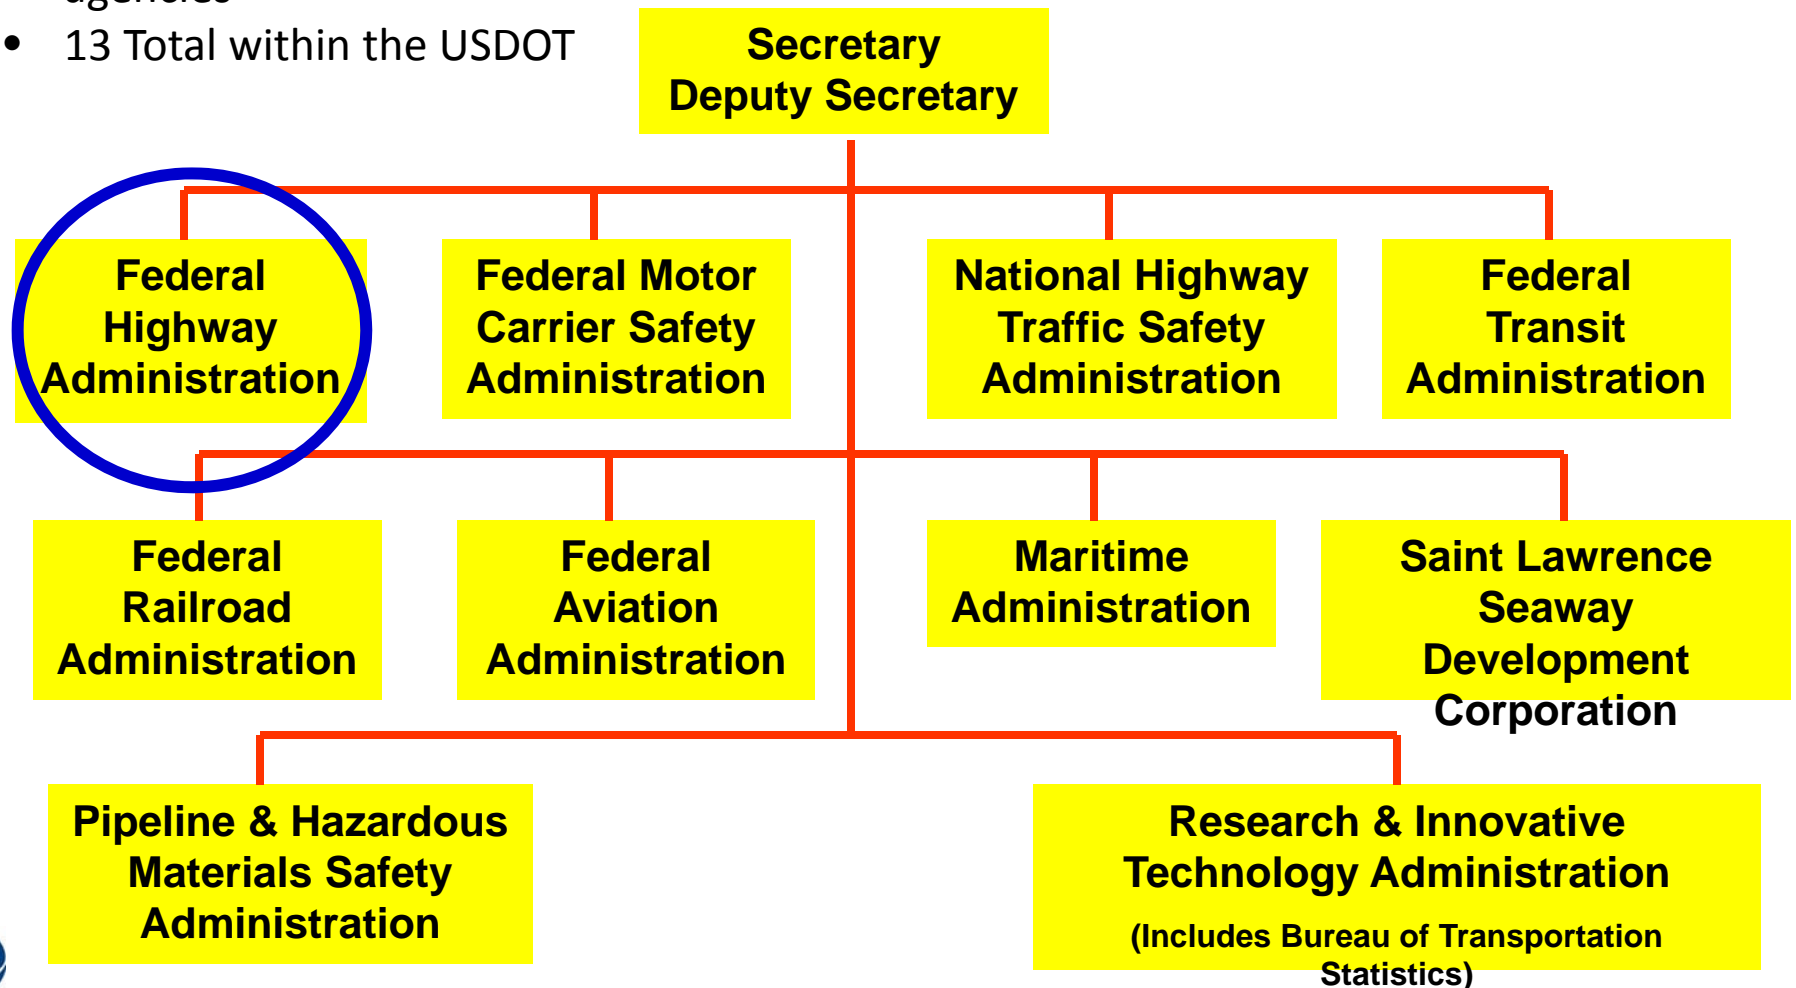 agencies
• 13 Total within the USDOT
Secretary
Deputy Secretary
Federal
Highway
Administration
Federal Motor
Carrier Safety
Administration
National Highway
Traffic Safety
Administration
Federal
Transit
Administration
Federal
Railroad
Administration
Federal
Aviation
Administration
Maritime
Administration
Saint Lawrence
Seaway
Development
Corporation
Pipeline & Hazardous
Materials Safety
Administration
Research & Innovative
Technology Administration
(Includes Bureau of Transportation
Statistics)